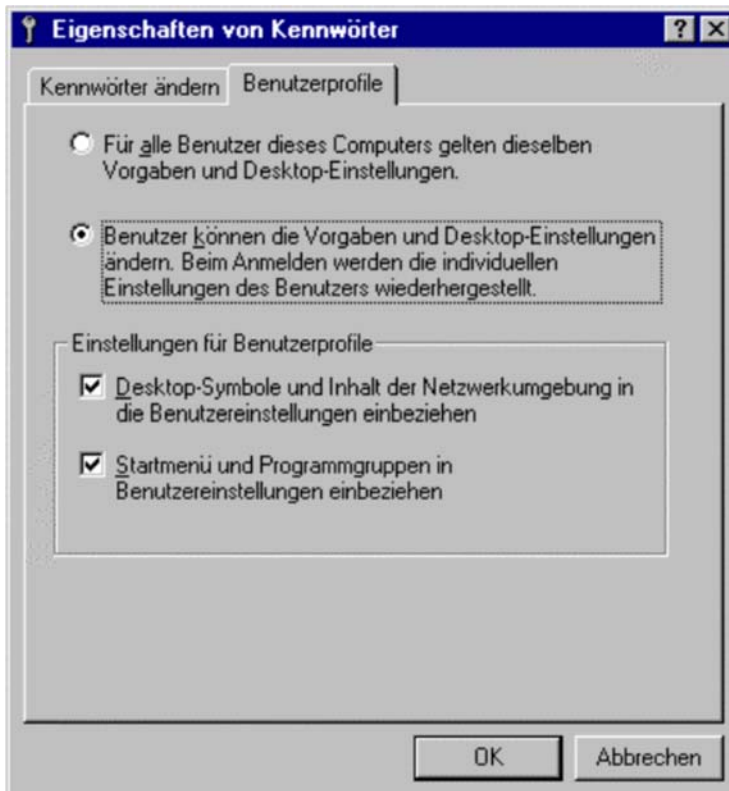 Eigenschaften von Kennwörter
Kennwörter ändern
Benutzerprofile
Für alle Benutzer dieses Computers gelten dieselben
Vorgaben und Desktop-Einstellungen.
Benutzer können die Vorgaben und Desktop-Einstellungen
ändern. Beim Anmelden werden die individuellen
Einstellungen des Benutzers wiederhergestellt.
Einstellungen für Benutzerprofile
Desktop-Symbole und Inhalt der Netzwerkumgebung in
die Benutzereinstellungen einbeziehen
Startmenü und Programmgruppen in
Benutzereinstellungen einbeziehen
OK
Abbrechen